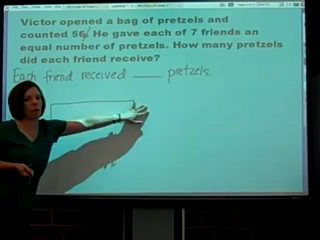 Victor opened a bag of pretzels and
counted 56. He gave each of 7 friends an
equal number of pretzels. How many pretzels
did each friend receive?
Each friend received ____ pretzels.